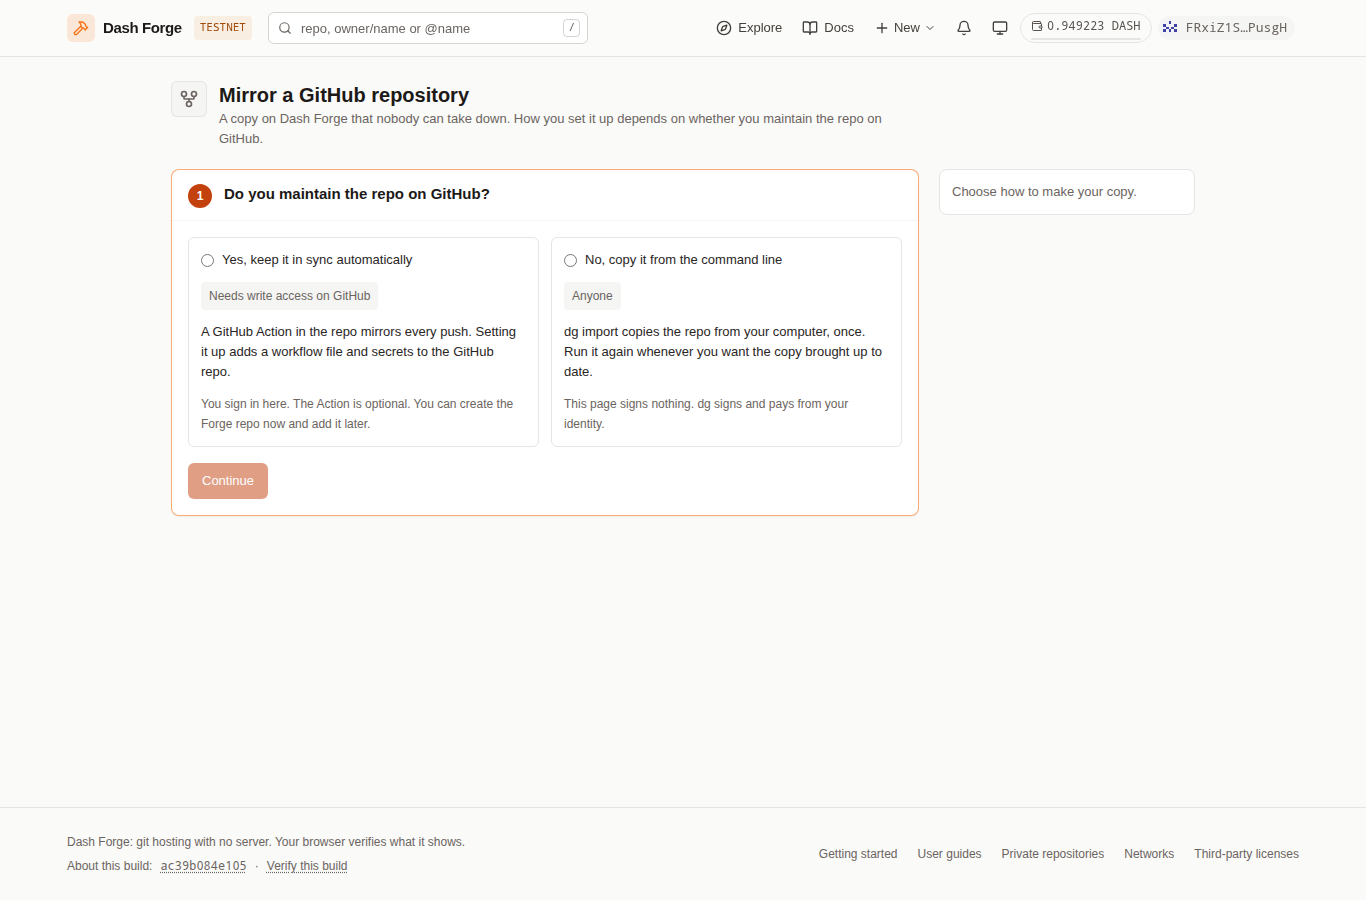 Dash Forge TESTNET repo, owner/name or @name / Explore Docs New 0.949223 DASH FRxiZ1S…PusgH
Mirror a GitHub repository
A copy on Dash Forge that nobody can take down. How you set it up depends on whether you maintain the repo on
GitHub.
1 Do you maintain the repo on GitHub?
Yes, keep it in sync automatically
Needs write access on GitHub
A GitHub Action in the repo mirrors every push. Setting
it up adds a workflow file and secrets to the GitHub
repo.
You sign in here. The Action is optional. You can create the
Forge repo now and add it later.
No, copy it from the command line
Anyone
dg import copies the repo from your computer, once.
Run it again whenever you want the copy brought up to
date.
This page signs nothing. dg signs and pays from your
identity.
Continue
Choose how to make your copy.
Dash Forge: git hosting with no server. Your browser verifies what it shows.
About this build: ac39b084e105 · Verify this build
Getting started User guides Private repositories Networks Third-party licenses